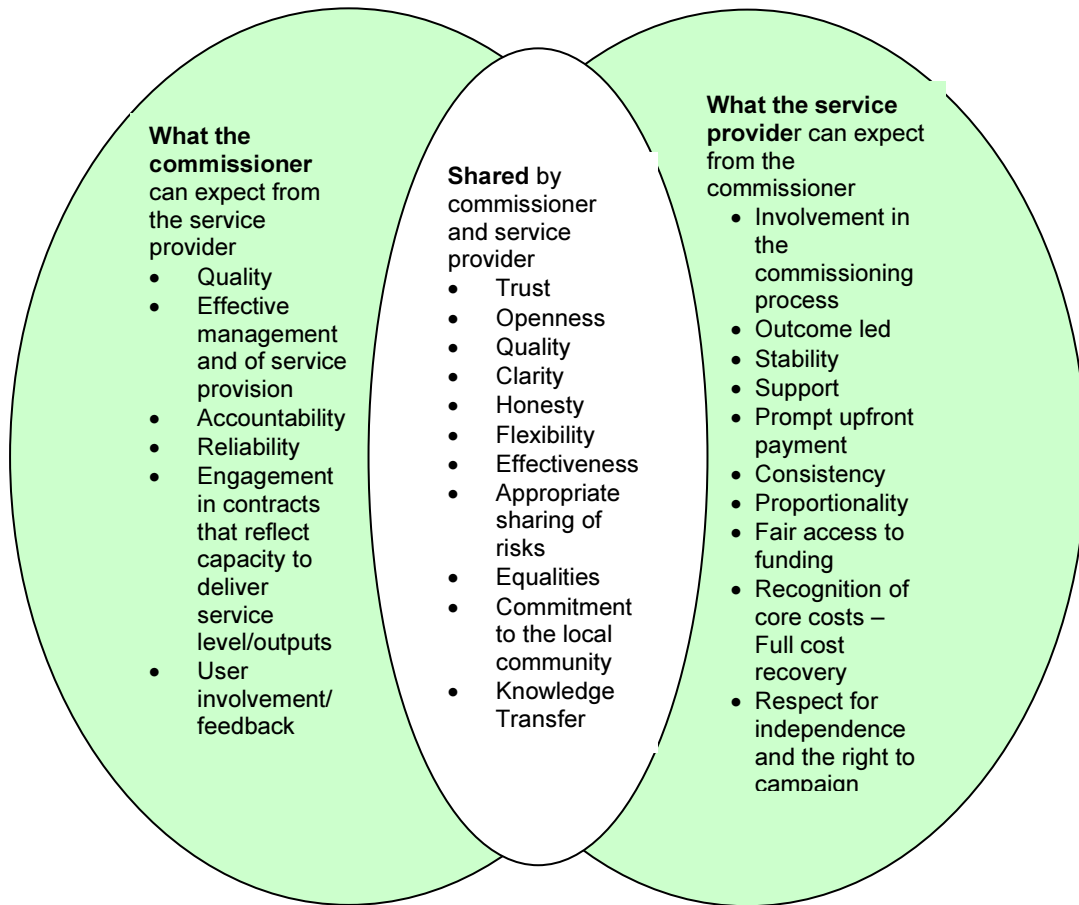 What the
commissioner
can expect from
the service
provider
• Quality
• Effective
management
and of service
provision
• Accountability
• Reliability
• Engagement
in contracts
that reflect
capacity to
deliver
service
level/outputs
• User
involvement/
feedback
Shared by
commissioner
and service
provider
• Trust
• Openness
• Quality
• Clarity
• Honesty
• Flexibility
• Effectiveness
• Appropriate
sharing of
risks
• Equalities
• Commitment
to the local
community
• Knowledge
Transfer
What the service
provider can expect
from the
commissioner
• Involvement in
the
commissioning
process
• Outcome led
• Stability
• Support
• Prompt upfront
payment
• Consistency
• Proportionality
• Fair access to
funding
• Recognition of
core costs –
Full cost
recovery
• Respect for
independence
and the right to
campaign